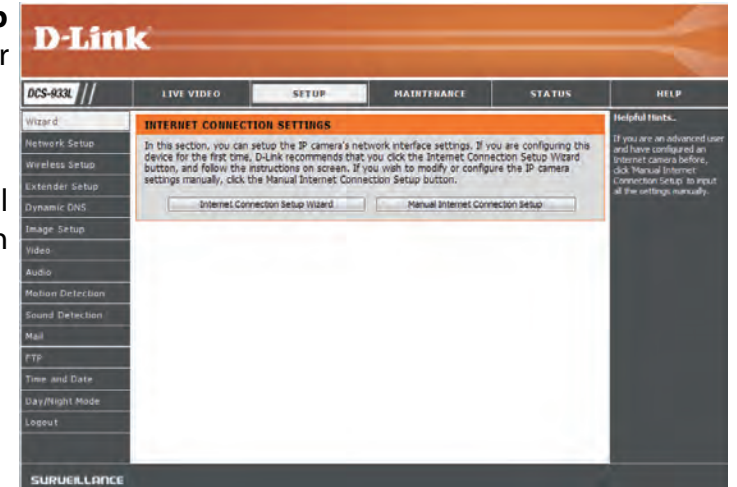 D-Link
DCS-933L
LIVE VIDEO
SETUP
MAINTENANCE
STATUS
HELP
Wizard
Network Setup
Wireless Setup
Extender Setup
Dynamic DNS
Image Setup
Video
Audio
Motion Detection
Sound Detection
Mail
FTP
Time and Date
Day/Night Mode
Logout
INTERNET CONNECTION SETTINGS
In this section, you can setup the IP camera's network interface settings. If you are configuring this
device for the first time, D-Link recommends that you click the Internet Connection Setup Wizard
button, and follow the instructions on screen. If you wish to modify or configure the IP camera
settings manually, click the Manual Internet Connection Setup button.
Internet Connection Setup Wizard
Manual Internet Connection Setup
Helpful Hints..
If you are an advanced user
and have configured an
Internet camera before,
click 'Manual Internet
Connection Setup' to input
all the settings manually.
SURVEILLANCE